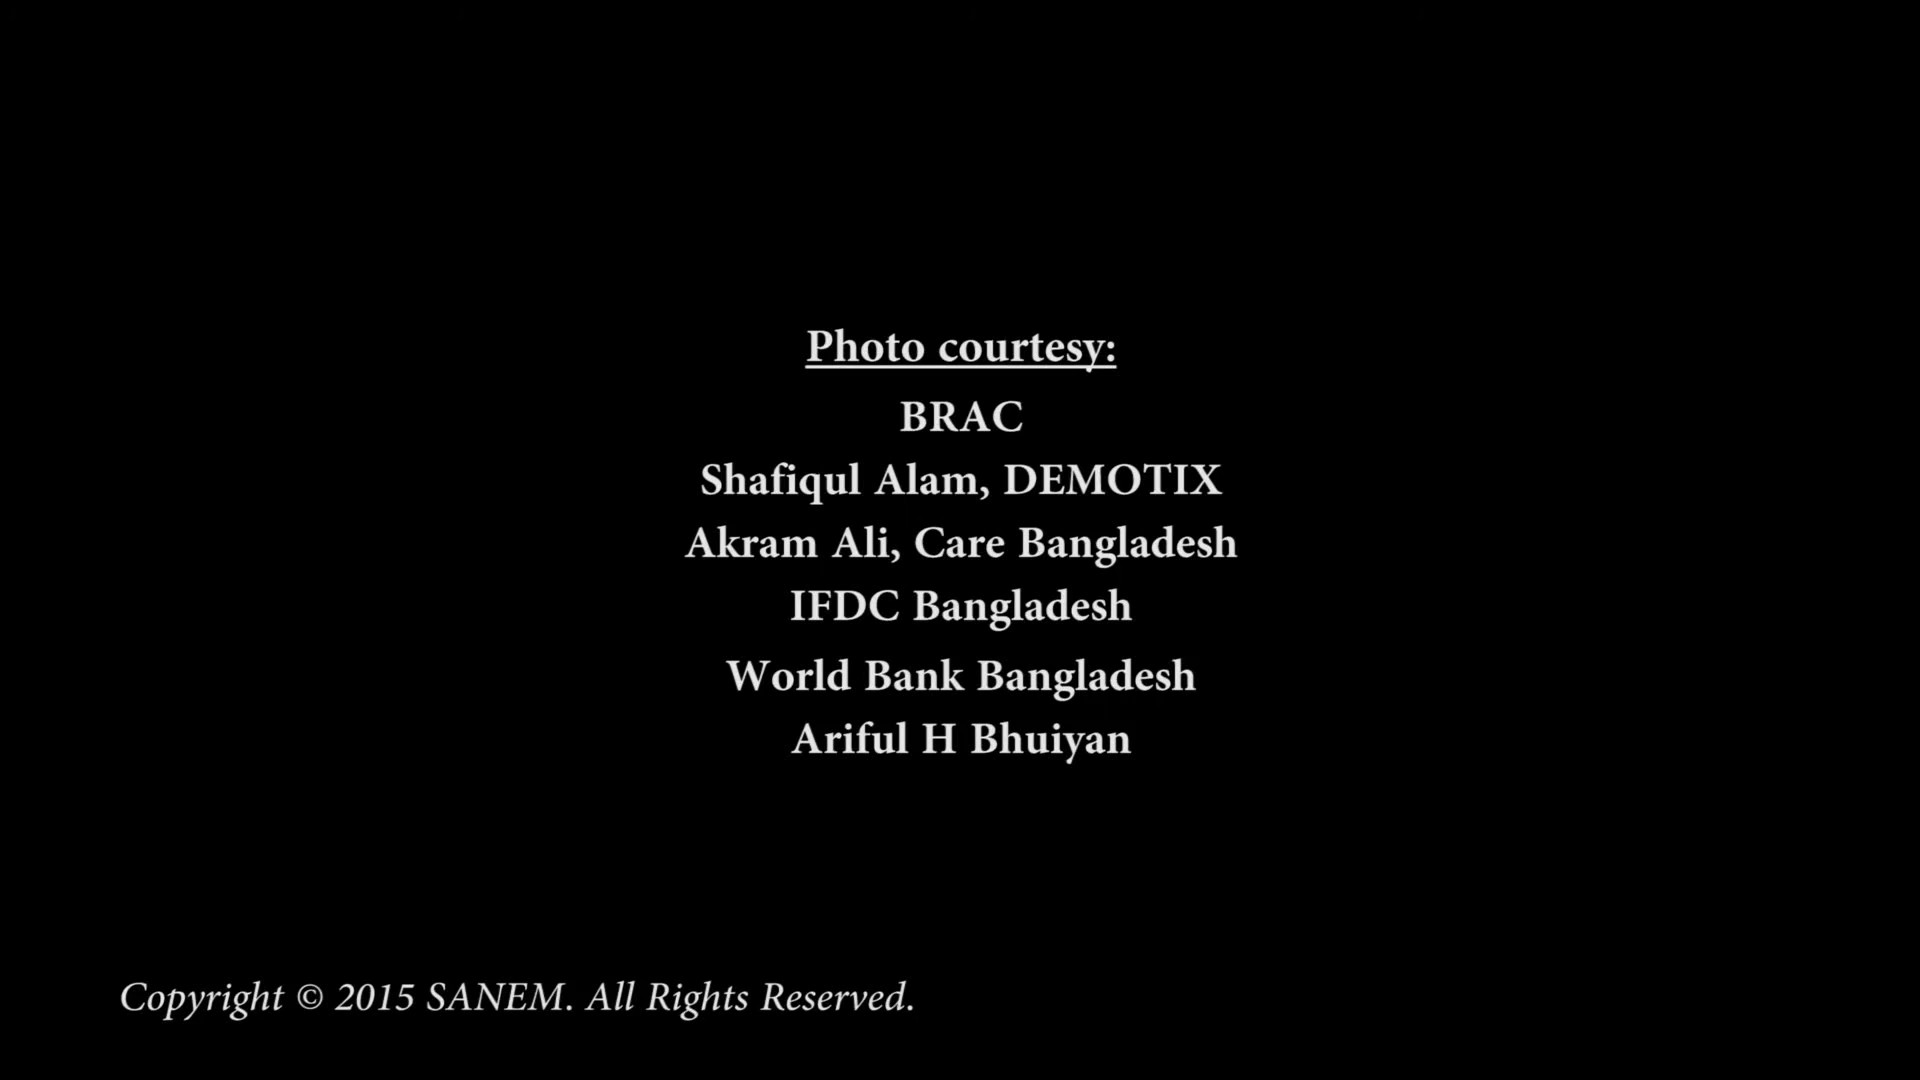 Photo courtesy:
BRAC
Shafiqul Alam, DEMOTIX
Akram Ali, Care Bangladesh
IFDC Bangladesh
World Bank Bangladesh
Ariful H Bhuiyan
Copyright © 2015 SANEM. All Rights Reserved.